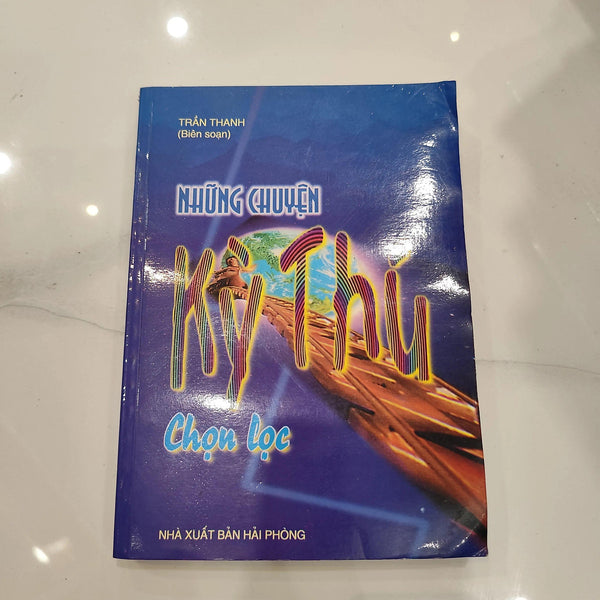 TRẦN THANH
(Biên soạn)
NHỮNG CHUYỆN
Kỳ Thú
Chọn lọc
NHÀ XUẤT BẢN HẢI PHÒNG